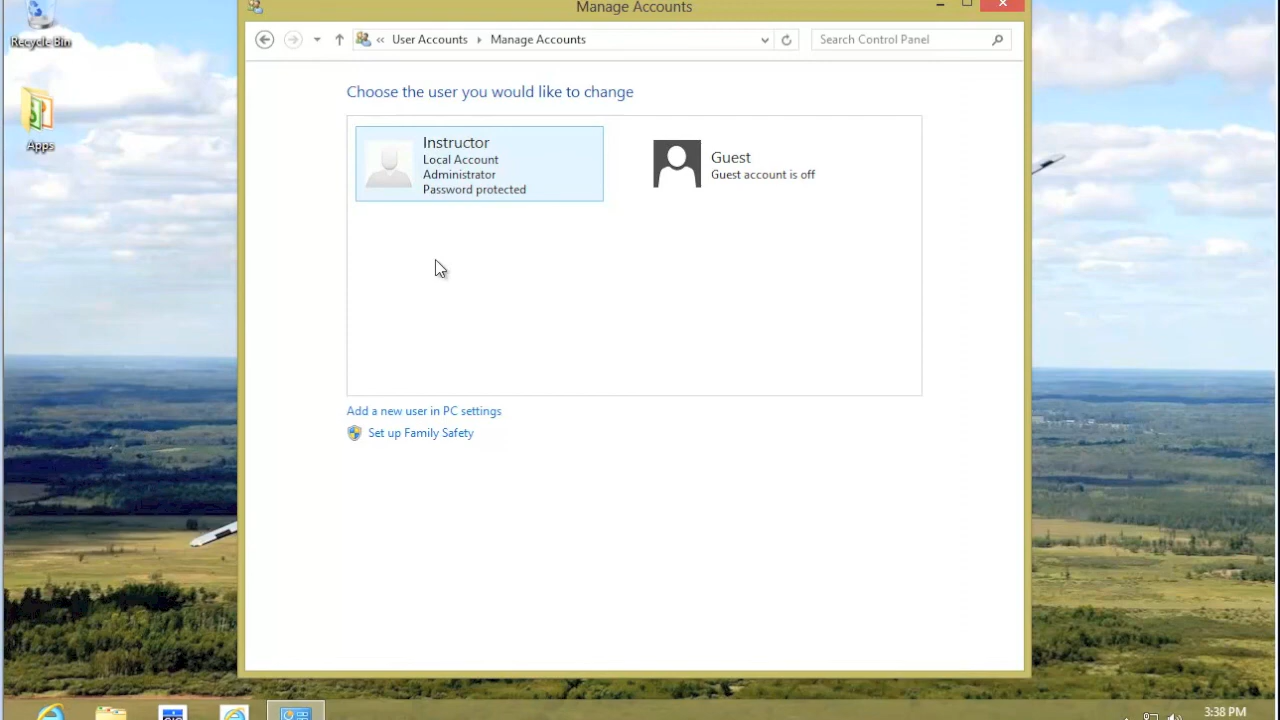 Manage Accounts
« User Accounts Manage Accounts
Search Control Panel
Recycle Bin
Apps
Choose the user you would like to change
Instructor
Local Account
Administrator
Password protected
Guest
Guest account is off
Add a new user in PC settings
Set up Family Safety
3:38 PM